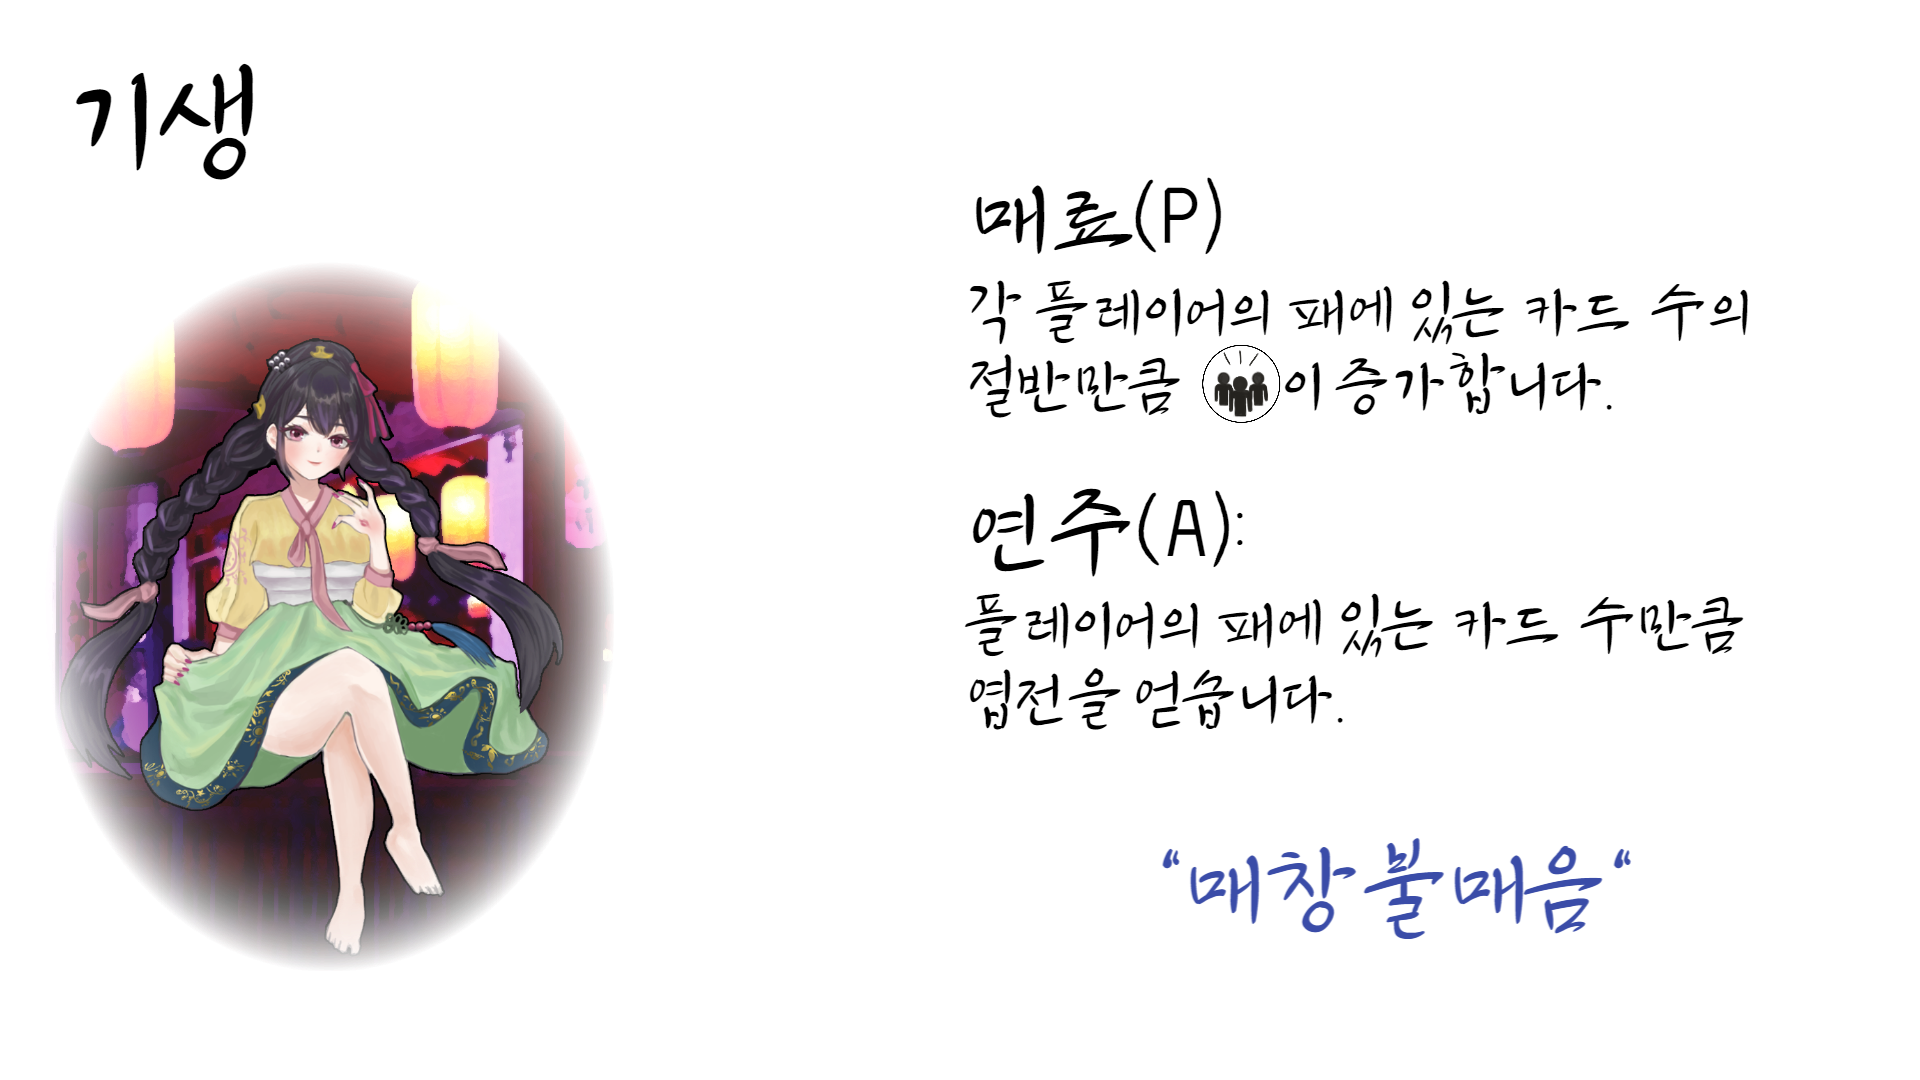 기생
매료(P)
각 플레이어의 패에 있는 카드 수의
절반만큼 이 증가합니다.
연주(A):
플레이어의 패에 있는 카드 수만큼
엽전을 얻습니다.
“매창불매음“